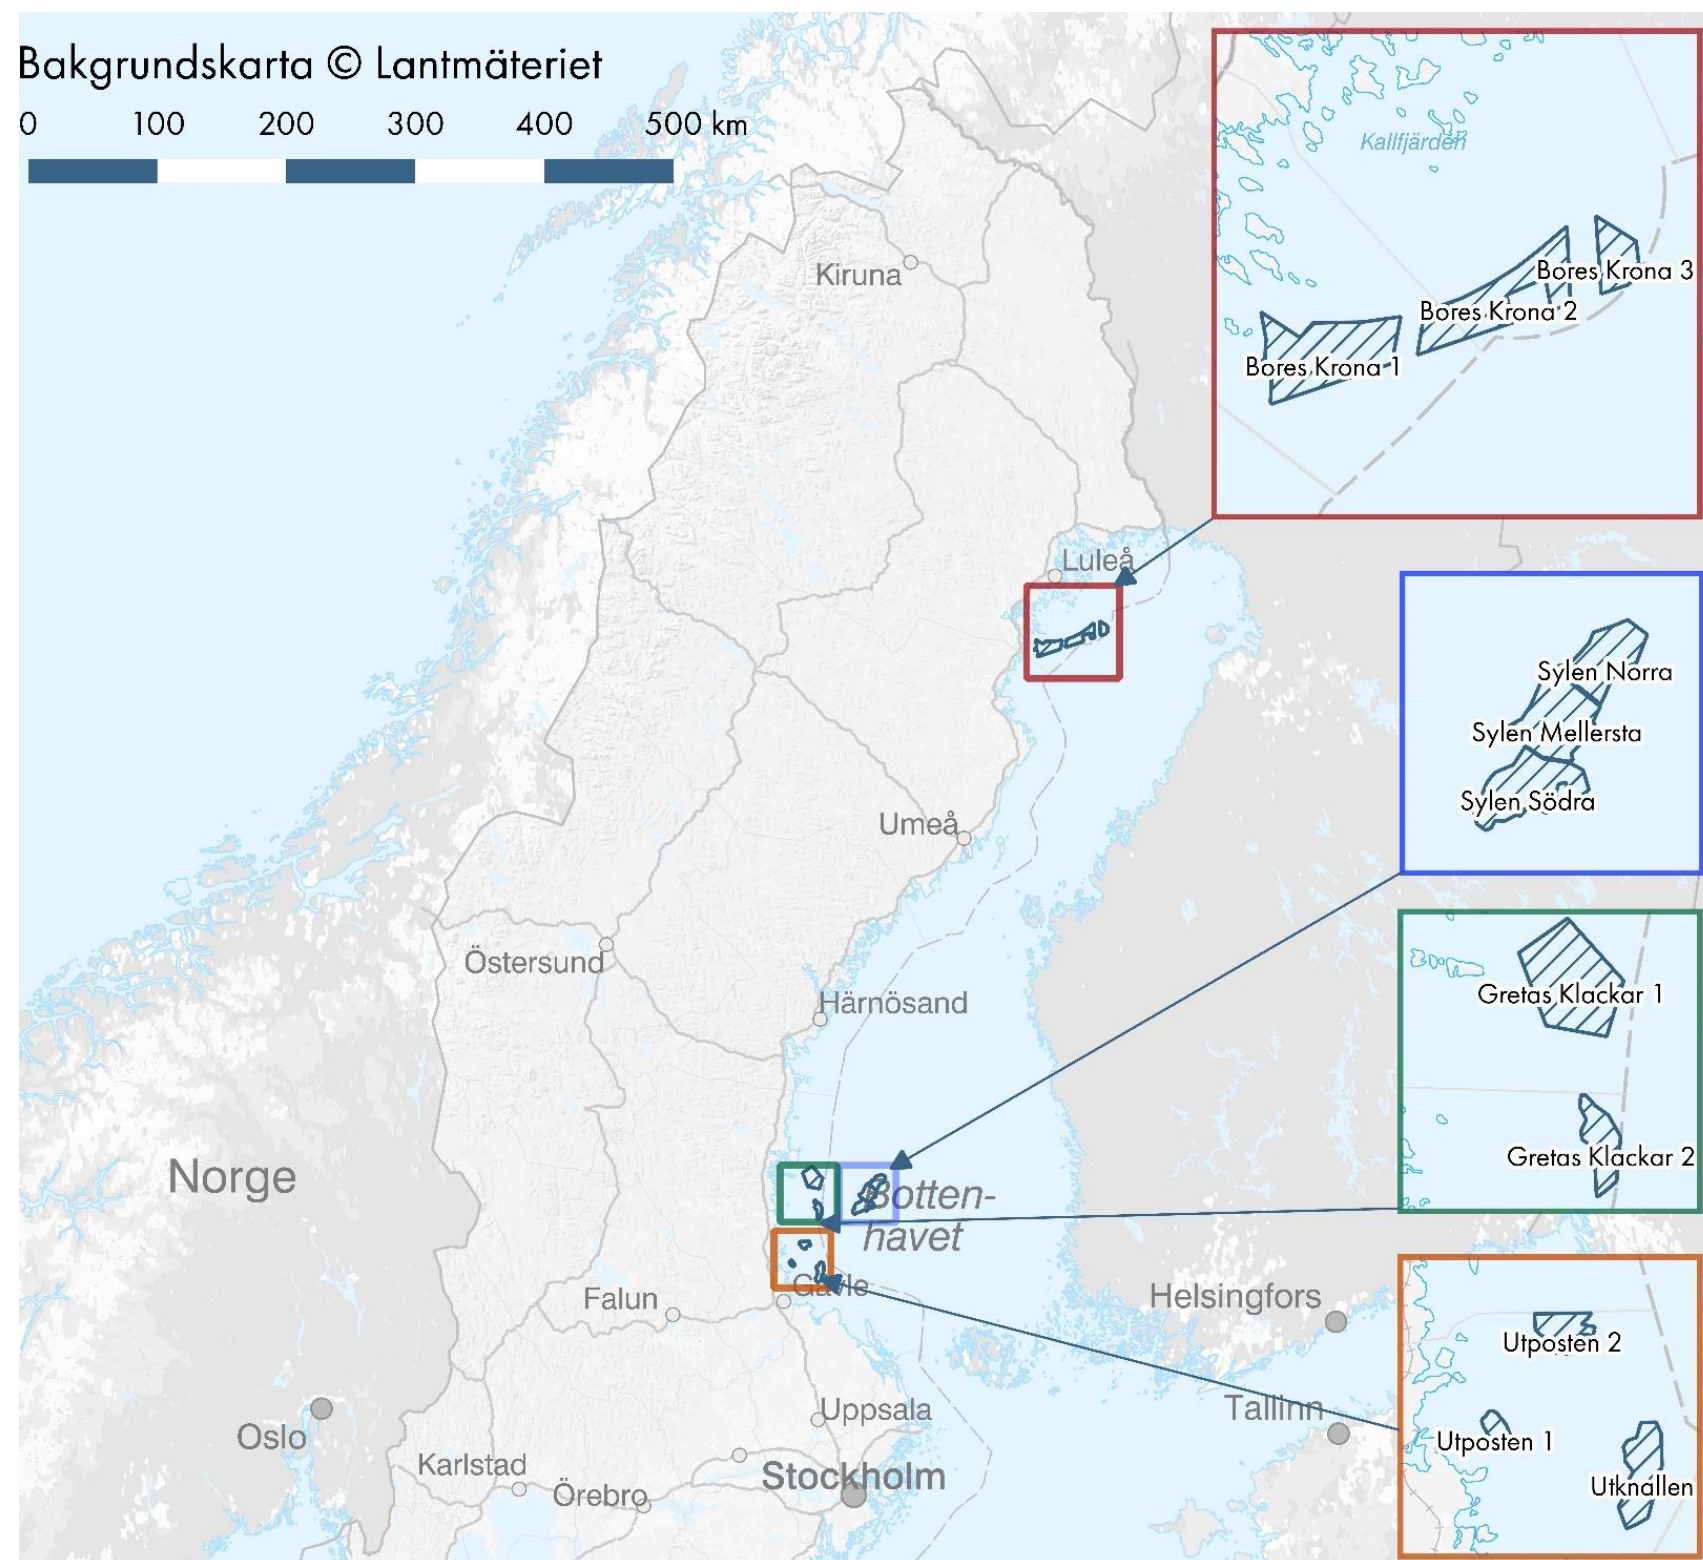 Bakgrundskarta © Lantmäteriet
0 100 200 300 400 500 km
Kallfjärden
Kiruna
Bores Krona 3
Bores Krona 2
Bores Krona 1
Luleå
Sylen Norra
Sylen Mellersta
Sylen Södra
Umeå
Östersund
Härnösand
Gretas Klackar 1
Gretas Klackar 2
Norge
Botten-
havet
Gävle
Falun
Helsingfors
Utposten 2
Tallinn
Uppsala
Utposten 1
Oslo
Karlstad
Stockholm
Örebro
Utknallen